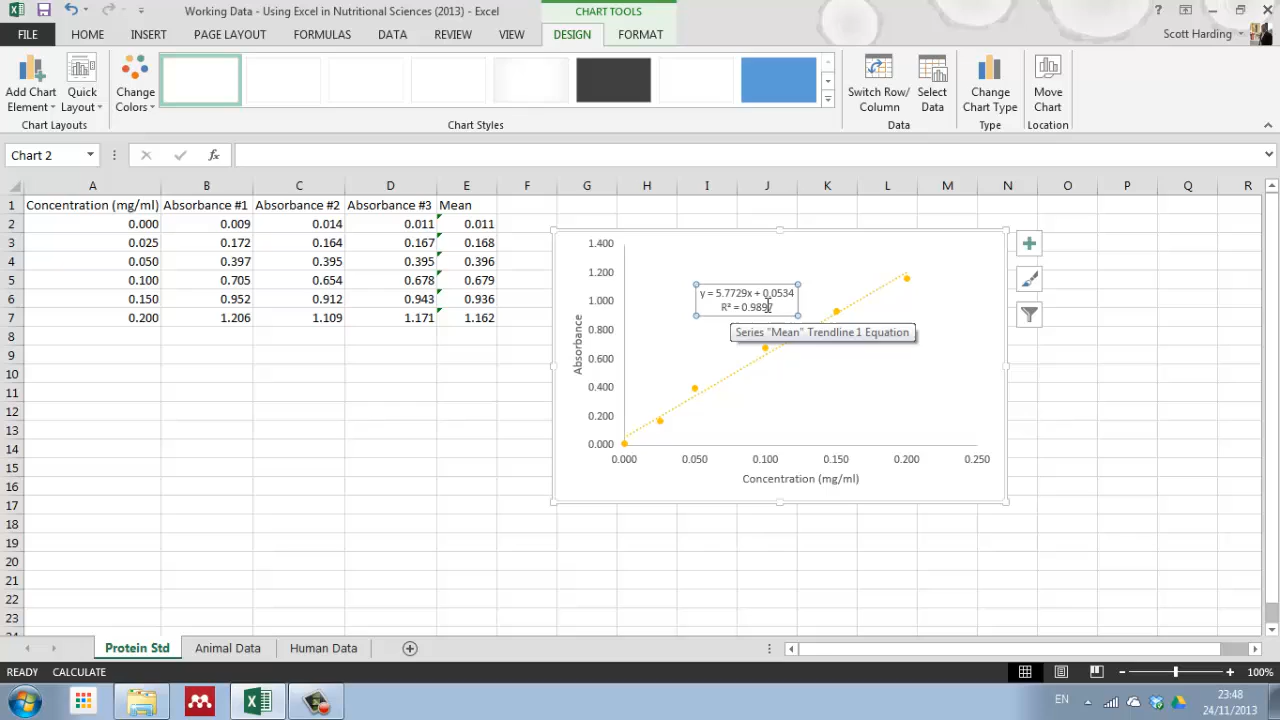 Working Data - Using Excel in Nutritional Sciences (2013) - Excel
CHART TOOLS
?
FILE HOME INSERT PAGE LAYOUT FORMULAS DATA REVIEW VIEW DESIGN FORMAT Scott Harding
Add Chart Element
Quick Layout
Change Colors
Switch Row/ Column
Select Data
Change Chart Type
Move Chart
Chart Layouts Chart Styles Data Type Location
Chart 2 fx
A B C D E F G H I J K L M N O P Q R
1 Concentration (mg/ml) Absorbance #1 Absorbance #2 Absorbance #3 Mean
2 0.000 0.009 0.014 0.011 0.011
3 0.025 0.172 0.164 0.167 0.168
4 0.050 0.397 0.395 0.395 0.396
5 0.100 0.705 0.654 0.678 0.679
6 0.150 0.952 0.912 0.943 0.936
7 0.200 1.206 1.109 1.171 1.162
8
9
10
11
12
13
14
15
16
17
18
19
20
21
22
23
1.400
1.200
1.000
0.800
0.600
0.400
0.200
0.000
Absorbance
y = 5.7729x + 0.0534
R² =
Series "Mean" Trendline 1 Equation
0.000 0.050 0.100 0.150 0.200 0.250
Concentration (mg/ml)
Protein Std Animal Data Human Data
READY CALCULATE 100%
EN
23:48
24/11/2013